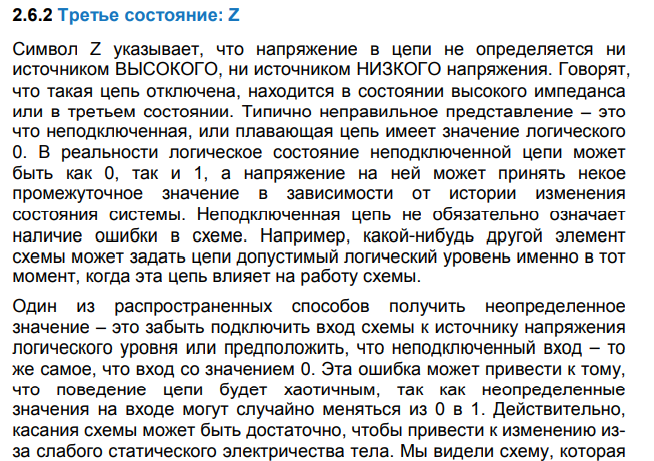 2.6.2 Третье состояние: Z
Символ Z указывает, что напряжение в цепи не определяется ни
источником ВЫСОКОГО, ни источником НИЗКОГО напряжения. Говорят,
что такая цепь отключена, находится в состоянии высокого импеданса
или в третьем состоянии. Типично неправильное представление – это
что неподключенная, или плавающая цепь имеет значение логического
0. В реальности логическое состояние неподключенной цепи может
быть как 0, так и 1, а напряжение на ней может принять некое
промежуточное значение в зависимости от истории изменения
состояния системы. Неподключенная цепь не обязательно означает
наличие ошибки в схеме. Например, какой-нибудь другой элемент
схемы может задать цепи допустимый логический уровень именно в тот
момент, когда эта цепь влияет на работу схемы.
Один из распространенных способов получить неопределенное
значение – это забыть подключить вход схемы к источнику напряжения
логического уровня или предположить, что неподключенный вход – то
же самое, что вход со значением 0. Эта ошибка может привести к тому,
что поведение цепи будет хаотичным, так как неопределенные
значения на входе могут случайно меняться из 0 в 1. Действительно,
касания схемы может быть достаточно, чтобы привести к изменению из-
за слабого статического электричества тела. Мы видели схему, которая